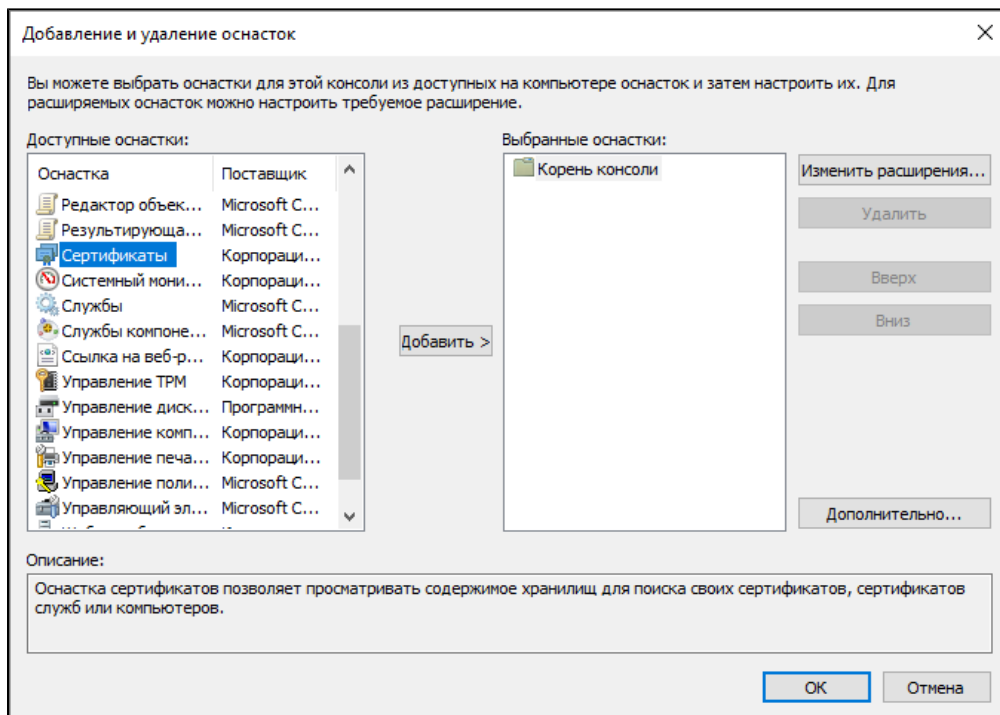 Добавление и удаление оснасток
Вы можете выбрать оснастки для этой консоли из доступных на компьютере оснасток и затем настроить их. Для
расширяемых оснасток можно настроить требуемое расширение.
Доступные оснастки:
Оснастка Поставщик
Редактор объек... Microsoft C...
Результирующа... Microsoft C...
Сертификаты Корпораци...
Системный мони... Корпораци...
Службы Microsoft C...
Службы компоне... Microsoft C...
Ссылка на веб-р... Корпораци...
Управление TPM Корпораци...
Управление диск... Программн...
Управление комп... Корпораци...
Управление печа... Корпораци...
Управление поли... Microsoft C...
Управляющий эл... Microsoft C...
Добавить >
Выбранные оснастки:
Корень консоли
Изменить расширения...
Удалить
Вверх
Вниз
Дополнительно...
Описание:
Оснастка сертификатов позволяет просматривать содержимое хранилищ для поиска своих сертификатов, сертификатов
служб или компьютеров.
ОК
Отмена